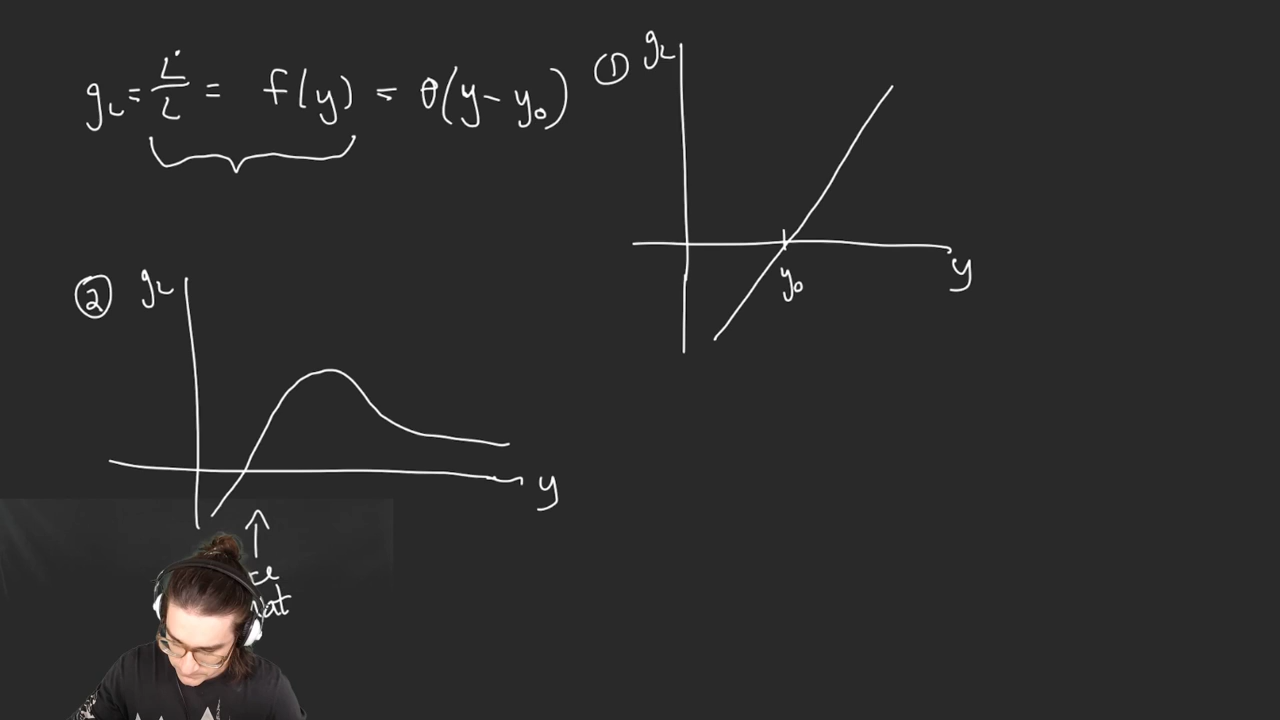 g_L = L̇/L = f(y) = θ(y - y₀)
① g_L
y₀
y
② g_L
y